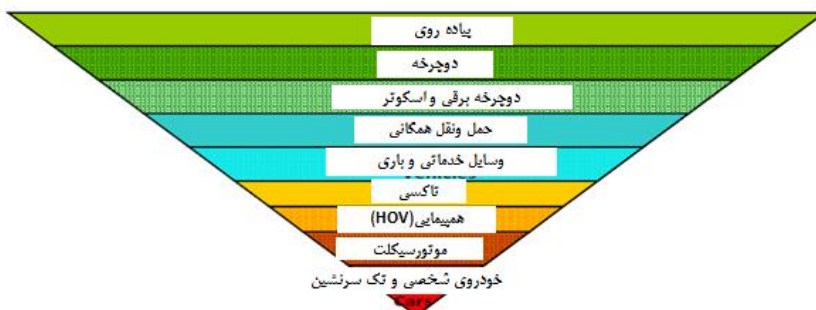 پیاده روی
دوچرخه
دوچرخه برقی و اسکوتر
حمل ونقل همگانی
وسایل خدماتی و باری
تاکسی
همپیمایی(HOV)
موتورسیکلت
خودروی شخصی و تک سرنشین
Cars